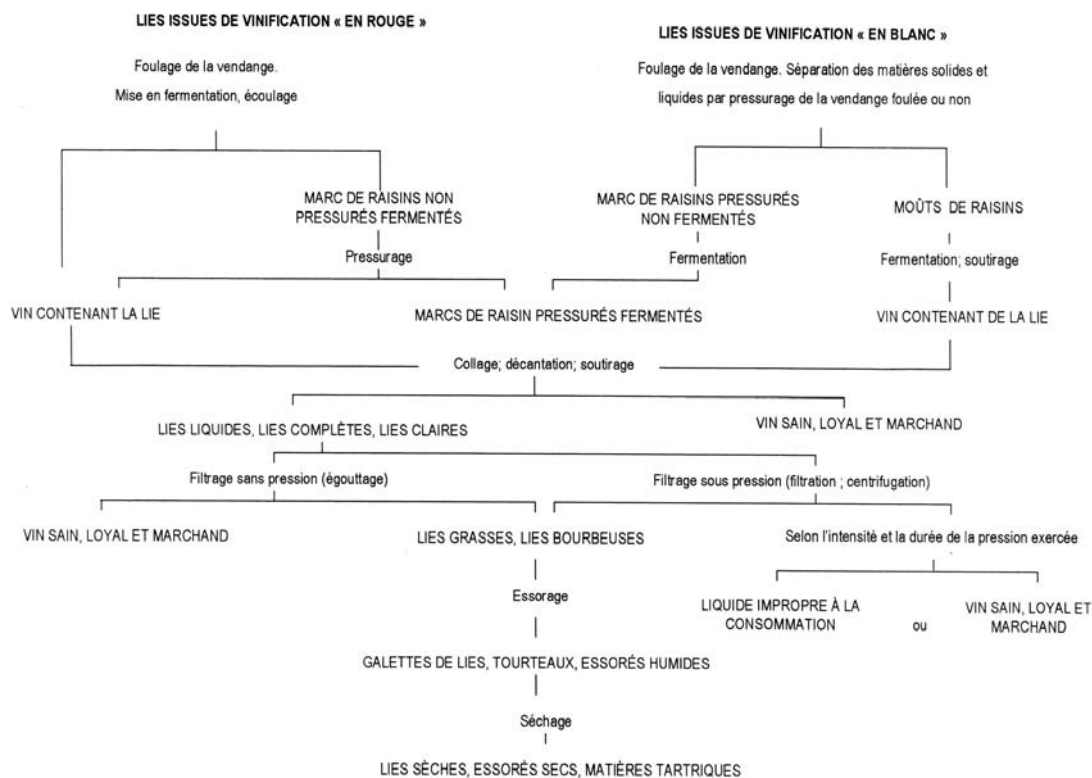 LIES ISSUES DE VINIFICATION « EN ROUGE »
LIES ISSUES DE VINIFICATION « EN BLANC »
Foulage de la vendange.
Mise en fermentation, écoulage
Foulage de la vendange. Séparation des matières solides et
liquides par pressurage de la vendange foulée ou non
MARC DE RAISINS NON
PRESSURÉS FERMENTÉS
MARC DE RAISINS PRESSURÉS
NON FERMENTÉS
MOÛTS DE RAISINS
Pressurage
Fermentation
Fermentation; soutirage
VIN CONTENANT LA LIE
MARCS DE RAISIN PRESSURÉS FERMENTÉS
VIN CONTENANT DE LA LIE
Collage; décantation; soutirage
LIES LIQUIDES, LIES COMPLÈTES, LIES CLAIRES
VIN SAIN, LOYAL ET MARCHAND
Filtrage sans pression (égouttage)
Filtrage sous pression (filtration ; centrifugation)
VIN SAIN, LOYAL ET MARCHAND
LIES GRASSES, LIES BOURBEUSES
Selon l'intensité et la durée de la pression exercée
Essorage
LIQUIDE IMPROPRE À LA
CONSOMMATION
ou
VIN SAIN, LOYAL ET
MARCHAND
GALETTES DE LIES, TOURTEAUX, ESSORÉS HUMIDES
Séchage
LIES SÈCHES, ESSORÉS SECS, MATIÈRES TARTRIQUES